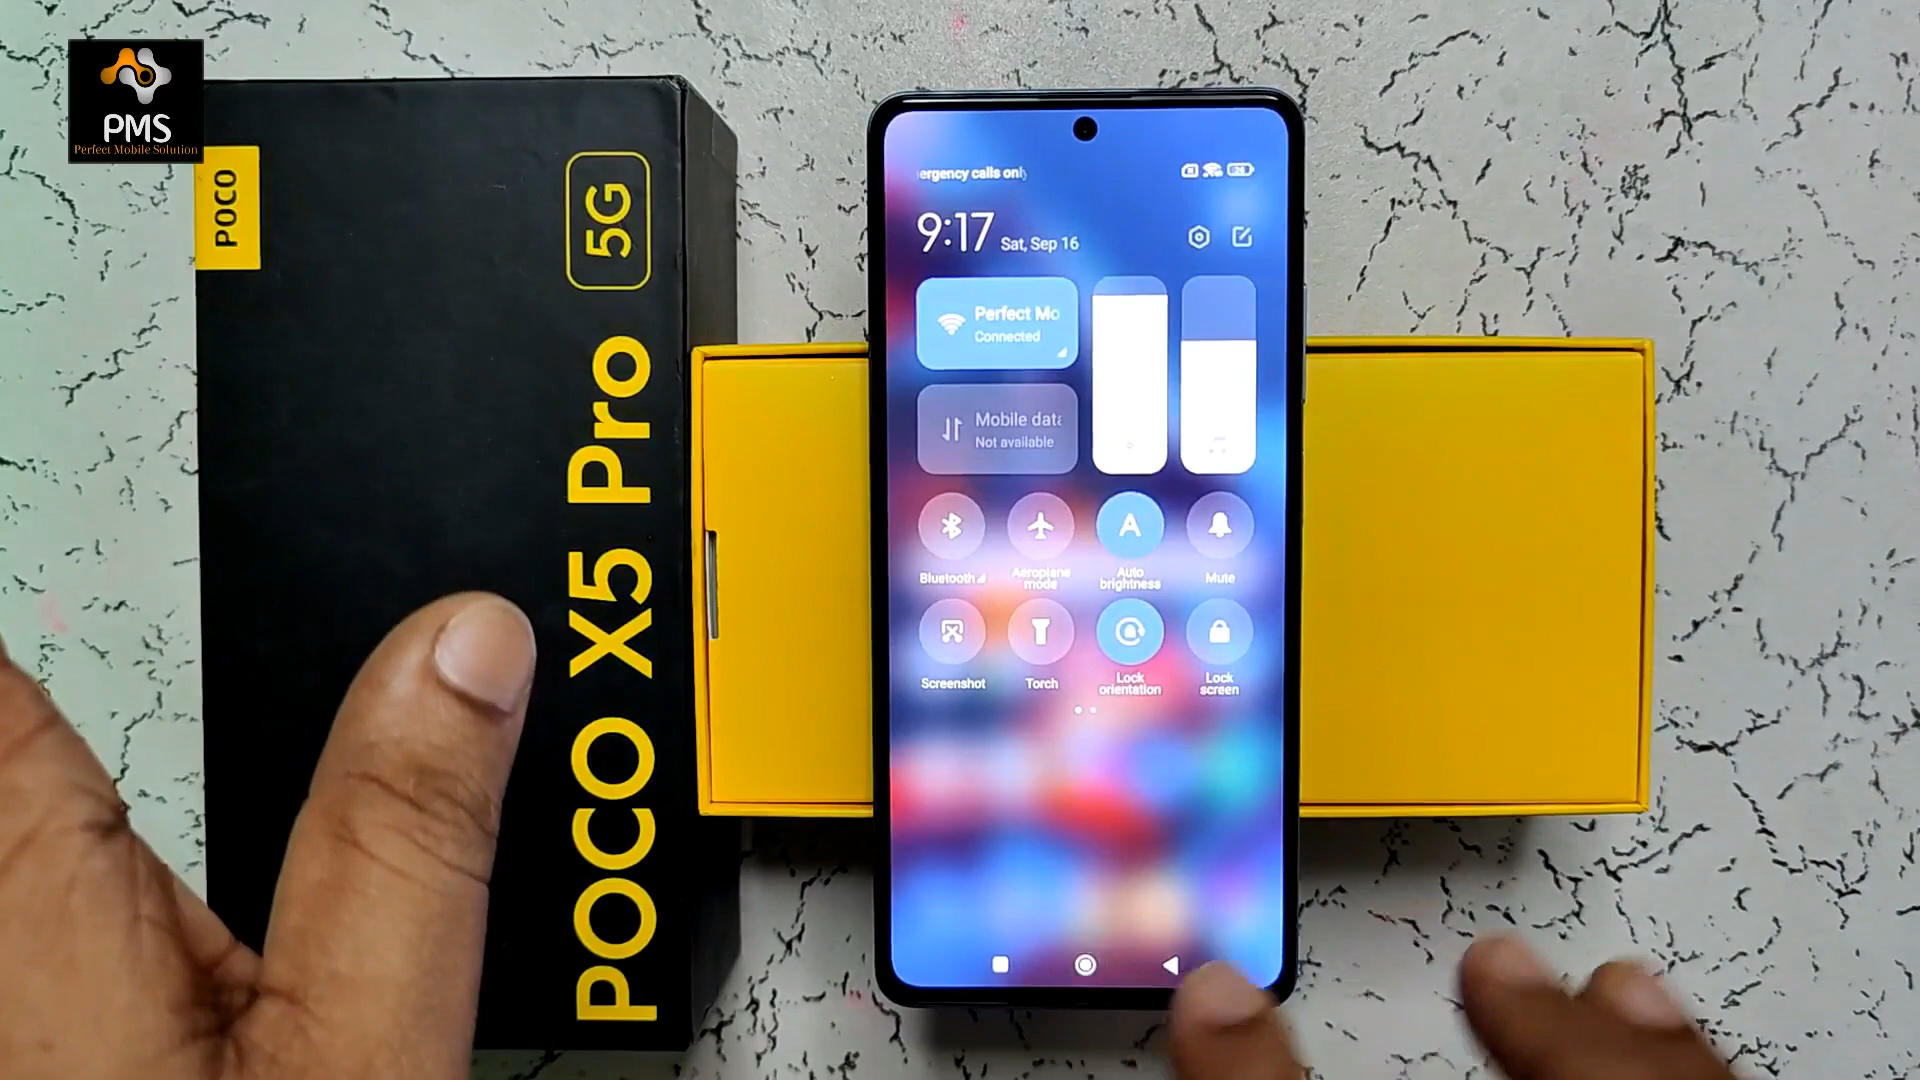 PMS
Perfect Mobile Solution
POCO
5G
POCO X5 Pro
ergency calls only
9:17
Sat, Sep 16
Perfect Mo
Connected
Mobile data
Not available
Bluetooth
Aeroplane
mode
Auto
brightness
Mute
Screenshot
Torch
Lock
orientation
Lock
screen